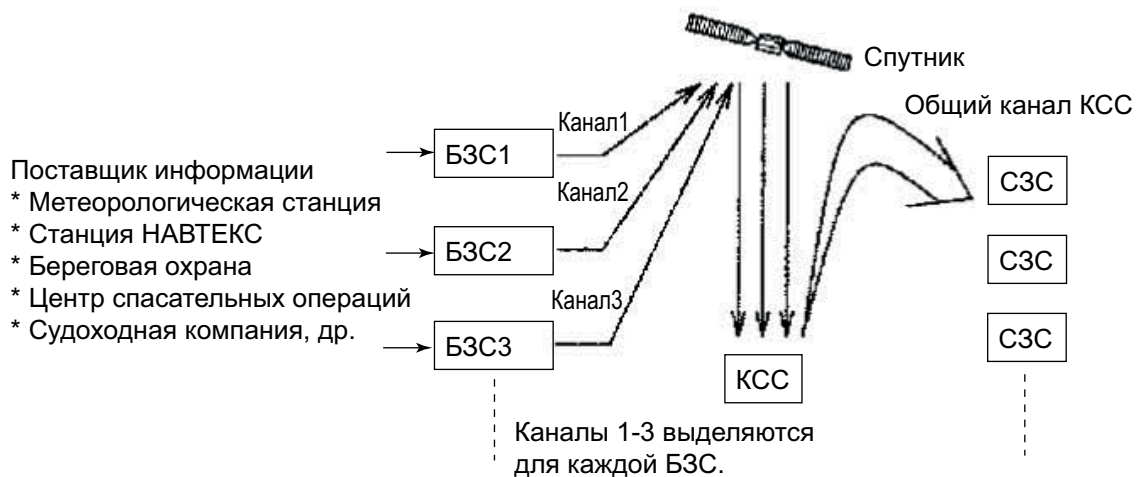 Спутник
Общий канал КСС
Канал1
БЗС1
Поставщик информации
* Метеорологическая станция
* Станция НАВТЕКС
* Береговая охрана
* Центр спасательных операций
* Судоходная компания, др.
Канал2
БЗС2
Канал3
БЗС3
КСС
СЗС
СЗС
СЗС
Каналы 1-3 выделяются
для каждой БЗС.